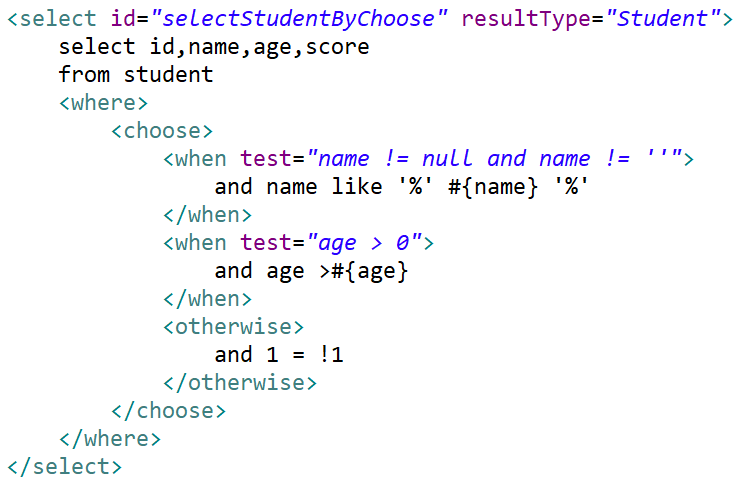 <select id="selectStudentByChoose" resultType="Student">
    select id,name,age,score
    from student
    <where>
        <choose>
            <when test="name != null and name != ''">
                and name like '%' #{name} '%'
            </when>
            <when test="age > 0">
                and age >#{age}
            </when>
            <otherwise>
                and 1 = !1
            </otherwise>
        </choose>
    </where>
</select>